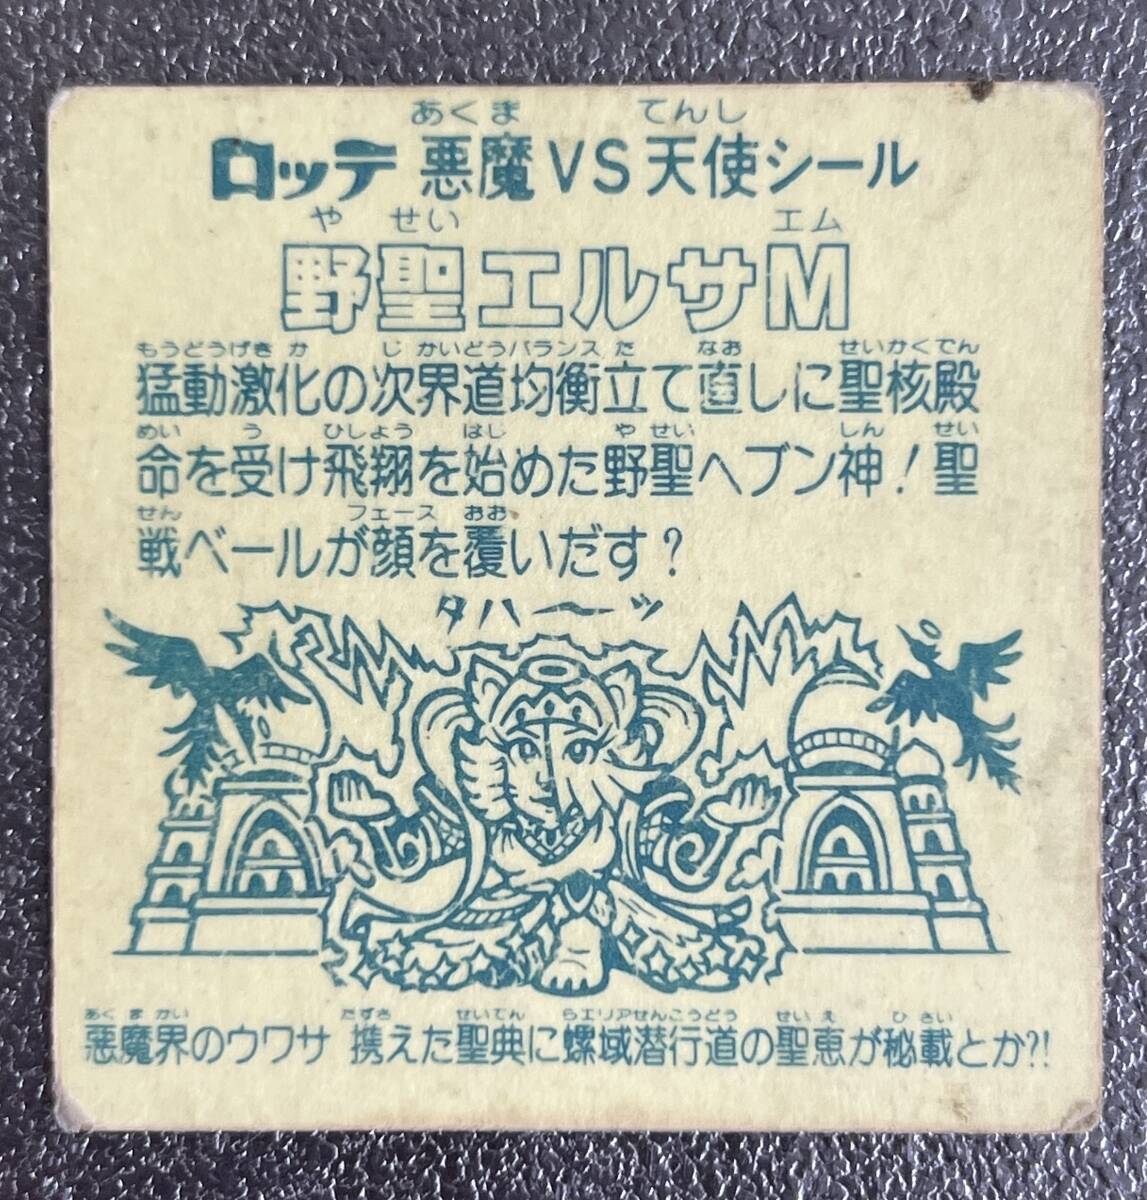 あくま てんし
ロッテ 悪魔VS天使シール
やせい エム
野聖エルサM
もうどうげきか じかいどうバランスた なお せいかくでん
猛動激化の次界道均衡立て直しに聖核殿
めい う ひしょう はじ やせい しん せい
命を受け飛翔を始めた野聖ヘブン神!聖
せん フェース おお
戦ベールが顔を覆いだす?
タハーッ
あくまかい たずさ せいてん らエリアせんこうどう せいえ ひさい
悪魔界のウワサ 携えた聖典に螺域潜行道の聖恵が秘載とか?!